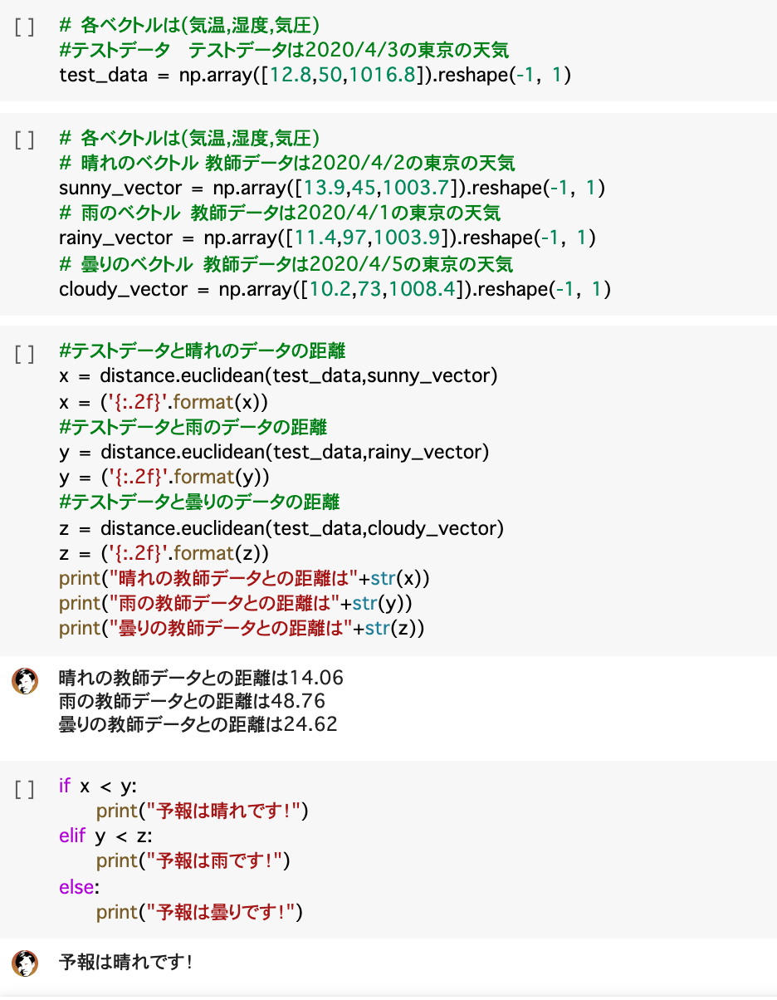 [ ] # 各ベクトルは(気温,湿度,気圧)
#テストデータ　テストデータは2020/4/3の東京の天気
test_data = np.array([12.8,50,1016.8]).reshape(-1, 1)
[ ] # 各ベクトルは(気温,湿度,気圧)
# 晴れのベクトル 教師データは2020/4/2の東京の天気
sunny_vector = np.array([13.9,45,1003.7]).reshape(-1, 1)
# 雨のベクトル 教師データは2020/4/1の東京の天気
rainy_vector = np.array([11.4,97,1003.9]).reshape(-1, 1)
# 曇りのベクトル 教師データは2020/4/5の東京の天気
cloudy_vector = np.array([10.2,73,1008.4]).reshape(-1, 1)
[ ] #テストデータと晴れのデータの距離
x = distance.euclidean(test_data,sunny_vector)
x = ('{:.2f}'.format(x))
#テストデータと雨のデータの距離
y = distance.euclidean(test_data,rainy_vector)
y = ('{:.2f}'.format(y))
#テストデータと曇りのデータの距離
z = distance.euclidean(test_data,cloudy_vector)
z = ('{:.2f}'.format(z))
print("晴れの教師データとの距離は"+str(x))
print("雨の教師データとの距離は"+str(y))
print("曇りの教師データとの距離は"+str(z))
晴れの教師データとの距離は14.06
雨の教師データとの距離は48.76
曇りの教師データとの距離は24.62
[ ] if x < y:
print("予報は晴れです!")
elif y < z:
print("予報は雨です!")
else:
print("予報は曇りです!")
予報は晴れです!